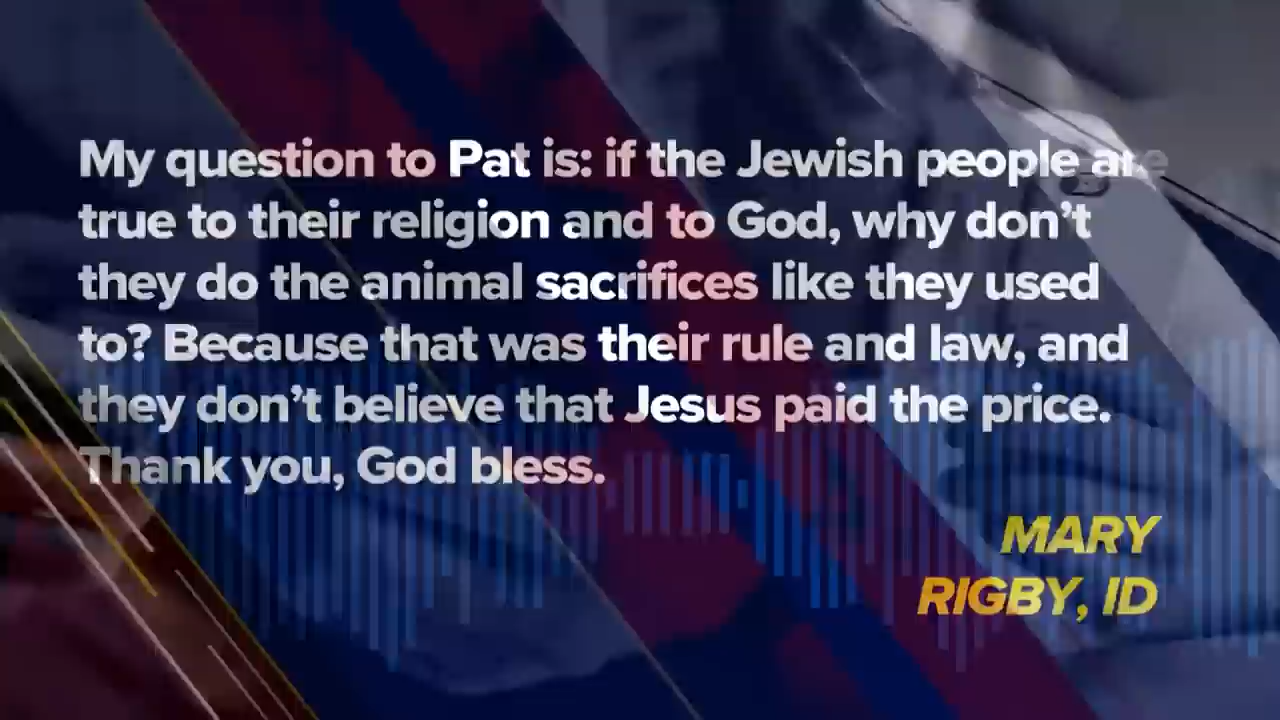 My question to Pat is: if the Jewish people are
true to their religion and to God, why don’t
they do the animal sacrifices like they used
to? Because that was their rule and law, and
they don’t believe that Jesus paid the price.
Thank you, God bless.
MARY
RIGBY, ID